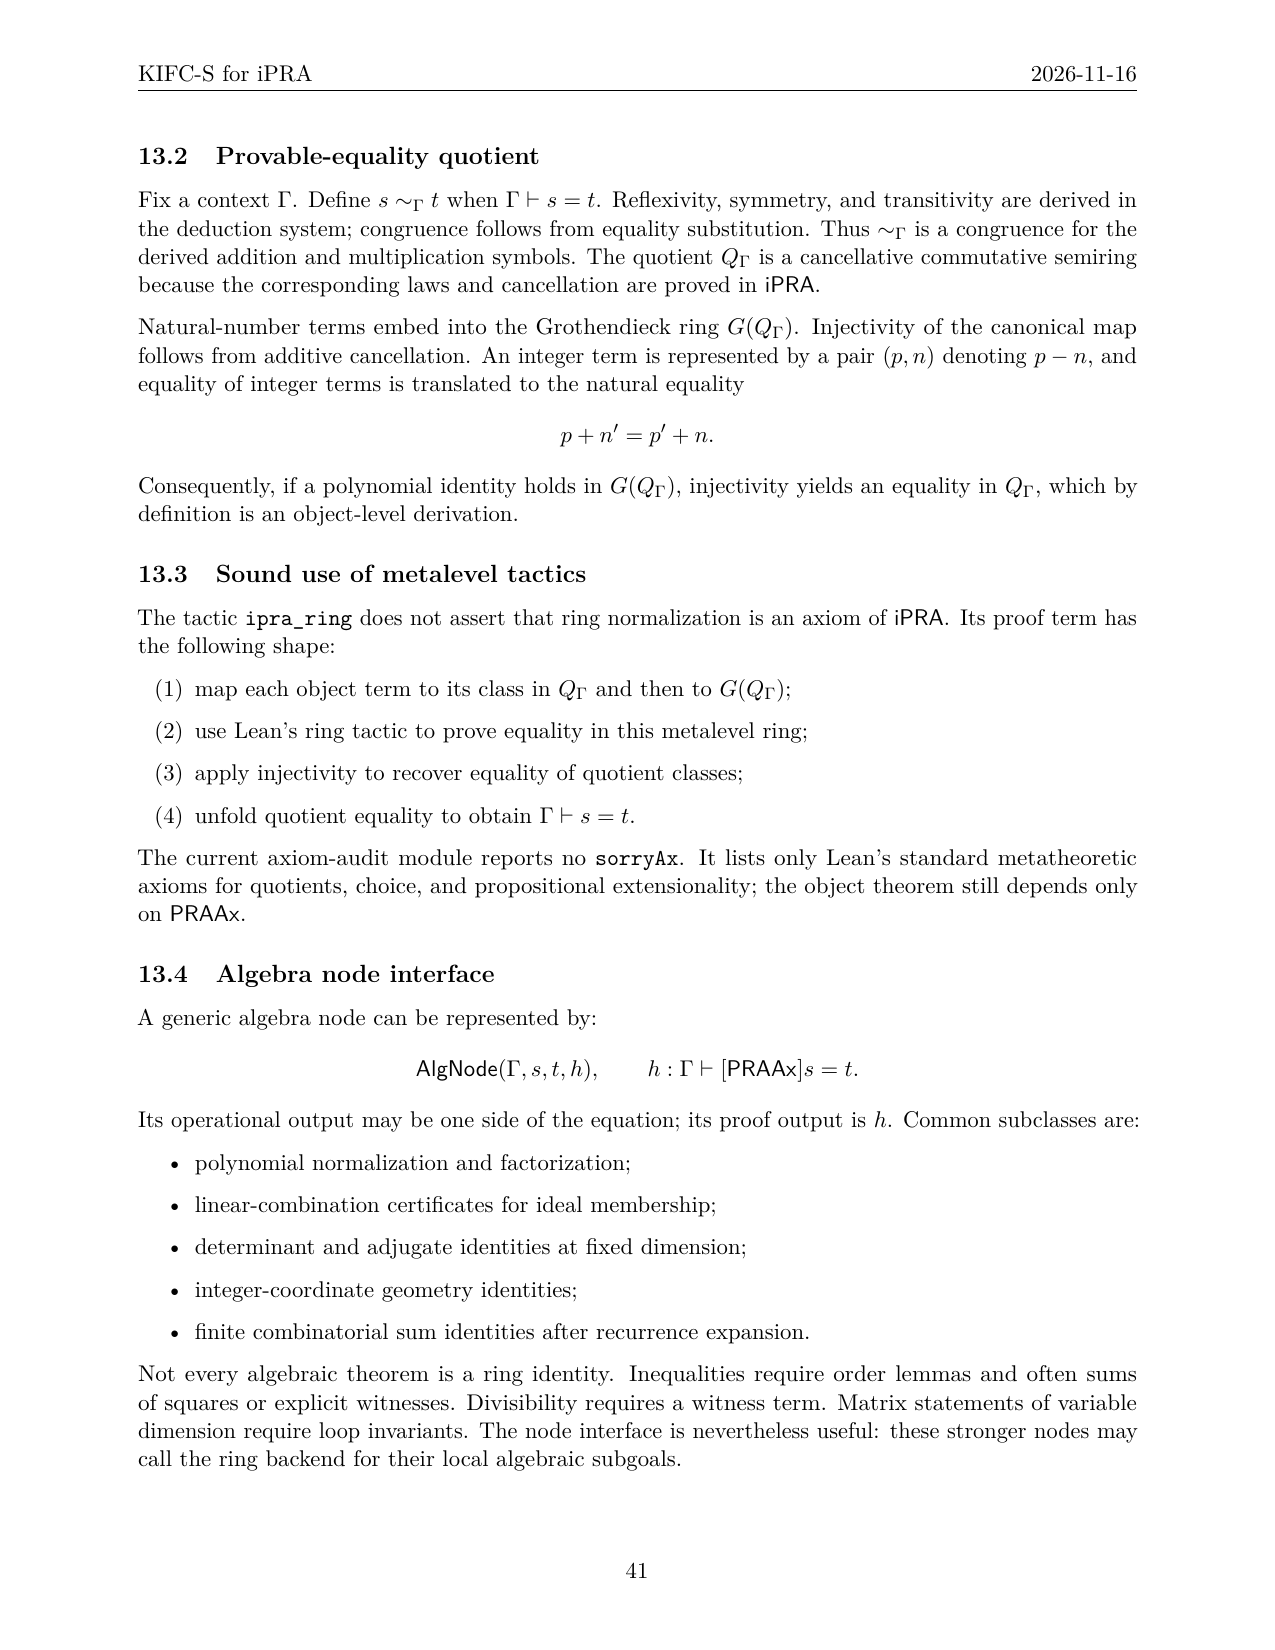 KIFC-S for iPRA 2026-11-16
13.2 Provable-equality quotient
Fix a context Γ. Define s ∼Γ t when Γ ⊢ s = t. Reflexivity, symmetry, and transitivity are derived in
the deduction system; congruence follows from equality substitution. Thus ∼Γ is a congruence for the
derived addition and multiplication symbols. The quotient QΓ is a cancellative commutative semiring
because the corresponding laws and cancellation are proved in iPRA.
Natural-number terms embed into the Grothendieck ring G(QΓ). Injectivity of the canonical map
follows from additive cancellation. An integer term is represented by a pair (p, n) denoting p − n, and
equality of integer terms is translated to the natural equality
p + n′ = p′ + n.
Consequently, if a polynomial identity holds in G(QΓ), injectivity yields an equality in QΓ, which by
definition is an object-level derivation.
13.3 Sound use of metalevel tactics
The tactic ipra_ring does not assert that ring normalization is an axiom of iPRA. Its proof term has
the following shape:
(1) map each object term to its class in QΓ and then to G(QΓ);
(2) use Lean’s ring tactic to prove equality in this metalevel ring;
(3) apply injectivity to recover equality of quotient classes;
(4) unfold quotient equality to obtain Γ ⊢ s = t.
The current axiom-audit module reports no sorryAx. It lists only Lean’s standard metatheoretic
axioms for quotients, choice, and propositional extensionality; the object theorem still depends only
on PRAAx.
13.4 Algebra node interface
A generic algebra node can be represented by:
AlgNode(Γ, s, t, h), h : Γ ⊢ [PRAAx]s = t.
Its operational output may be one side of the equation; its proof output is h. Common subclasses are:
• polynomial normalization and factorization;
• linear-combination certificates for ideal membership;
• determinant and adjugate identities at fixed dimension;
• integer-coordinate geometry identities;
• finite combinatorial sum identities after recurrence expansion.
Not every algebraic theorem is a ring identity. Inequalities require order lemmas and often sums
of squares or explicit witnesses. Divisibility requires a witness term. Matrix statements of variable
dimension require loop invariants. The node interface is nevertheless useful: these stronger nodes may
call the ring backend for their local algebraic subgoals.
41